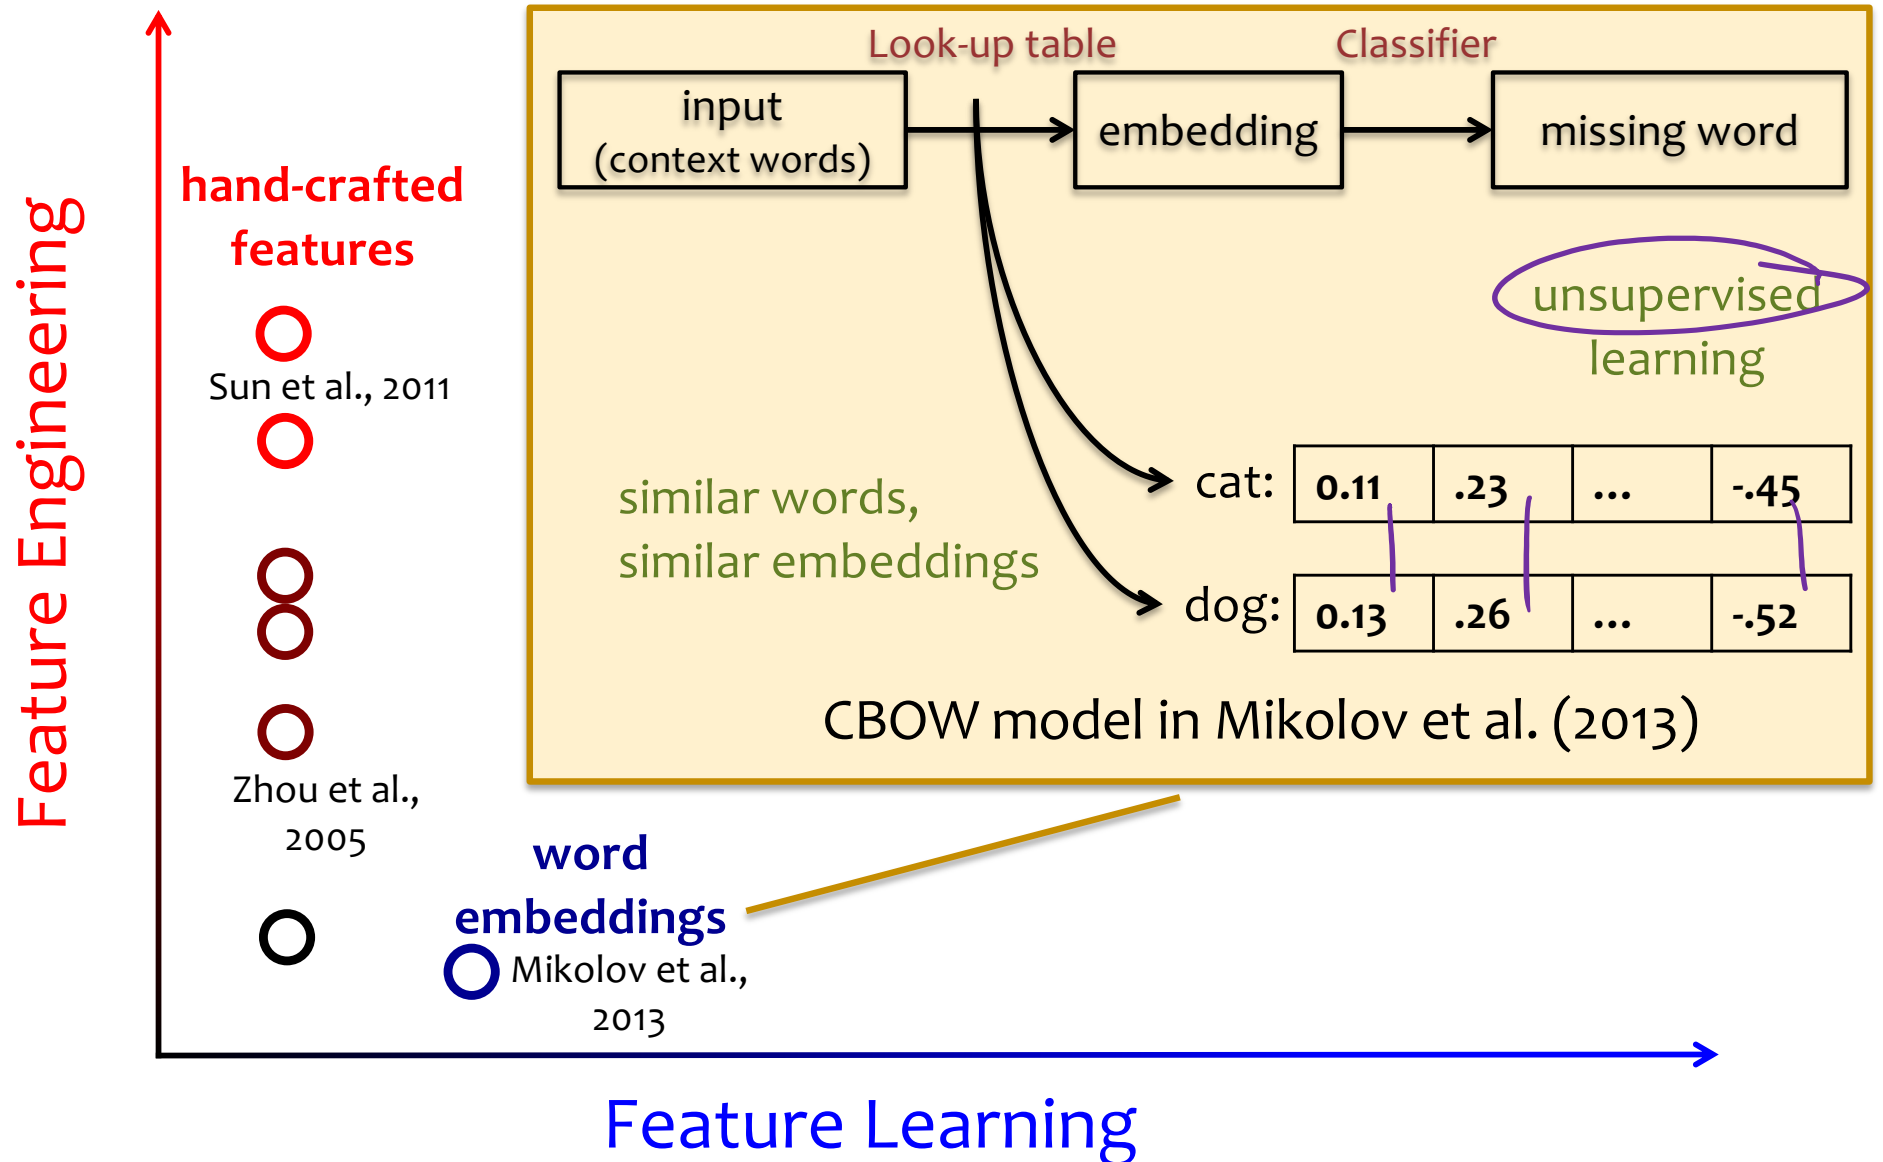 Feature Engineering
hand-crafted
features
Sun et al., 2011
Zhou et al.,
2005
word
embeddings
Mikolov et al.,
2013
Feature Learning
Look-up table
Classifier
input
(context words)
embedding
missing word
unsupervised
learning
similar words,
similar embeddings
cat: 0.11 .23 ... -.45
dog: 0.13 .26 ... -.52
CBOW model in Mikolov et al. (2013)